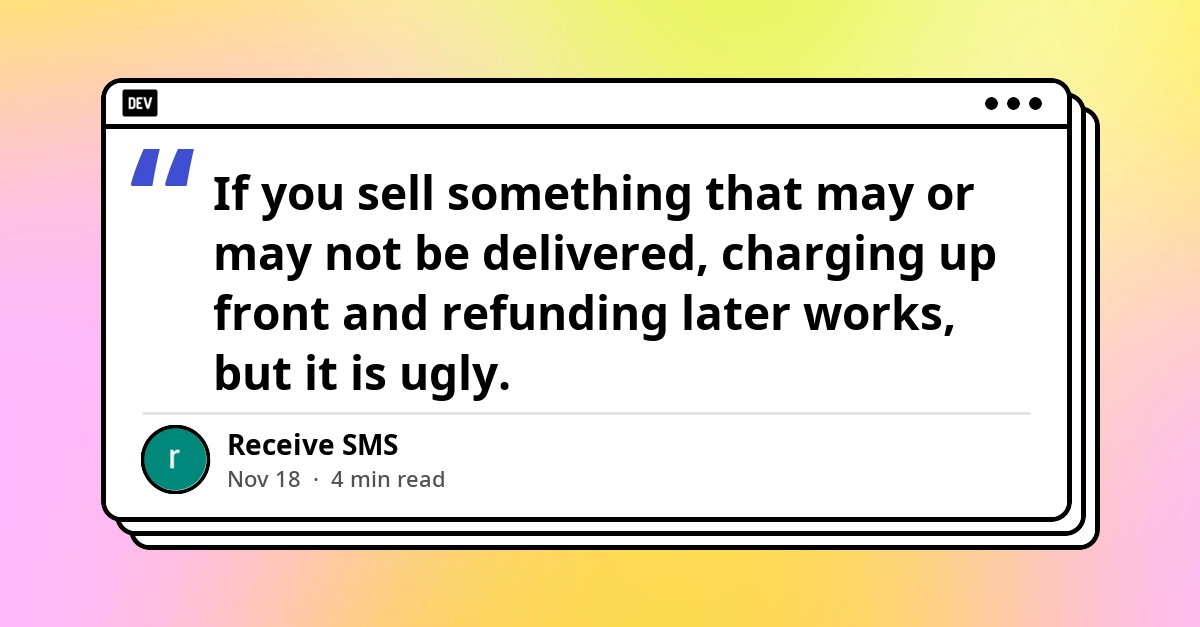 DEV
“ If you sell something that may or
may not be delivered, charging up
front and refunding later works,
but it is ugly.
r
Receive SMS
Nov 18 · 4 min read